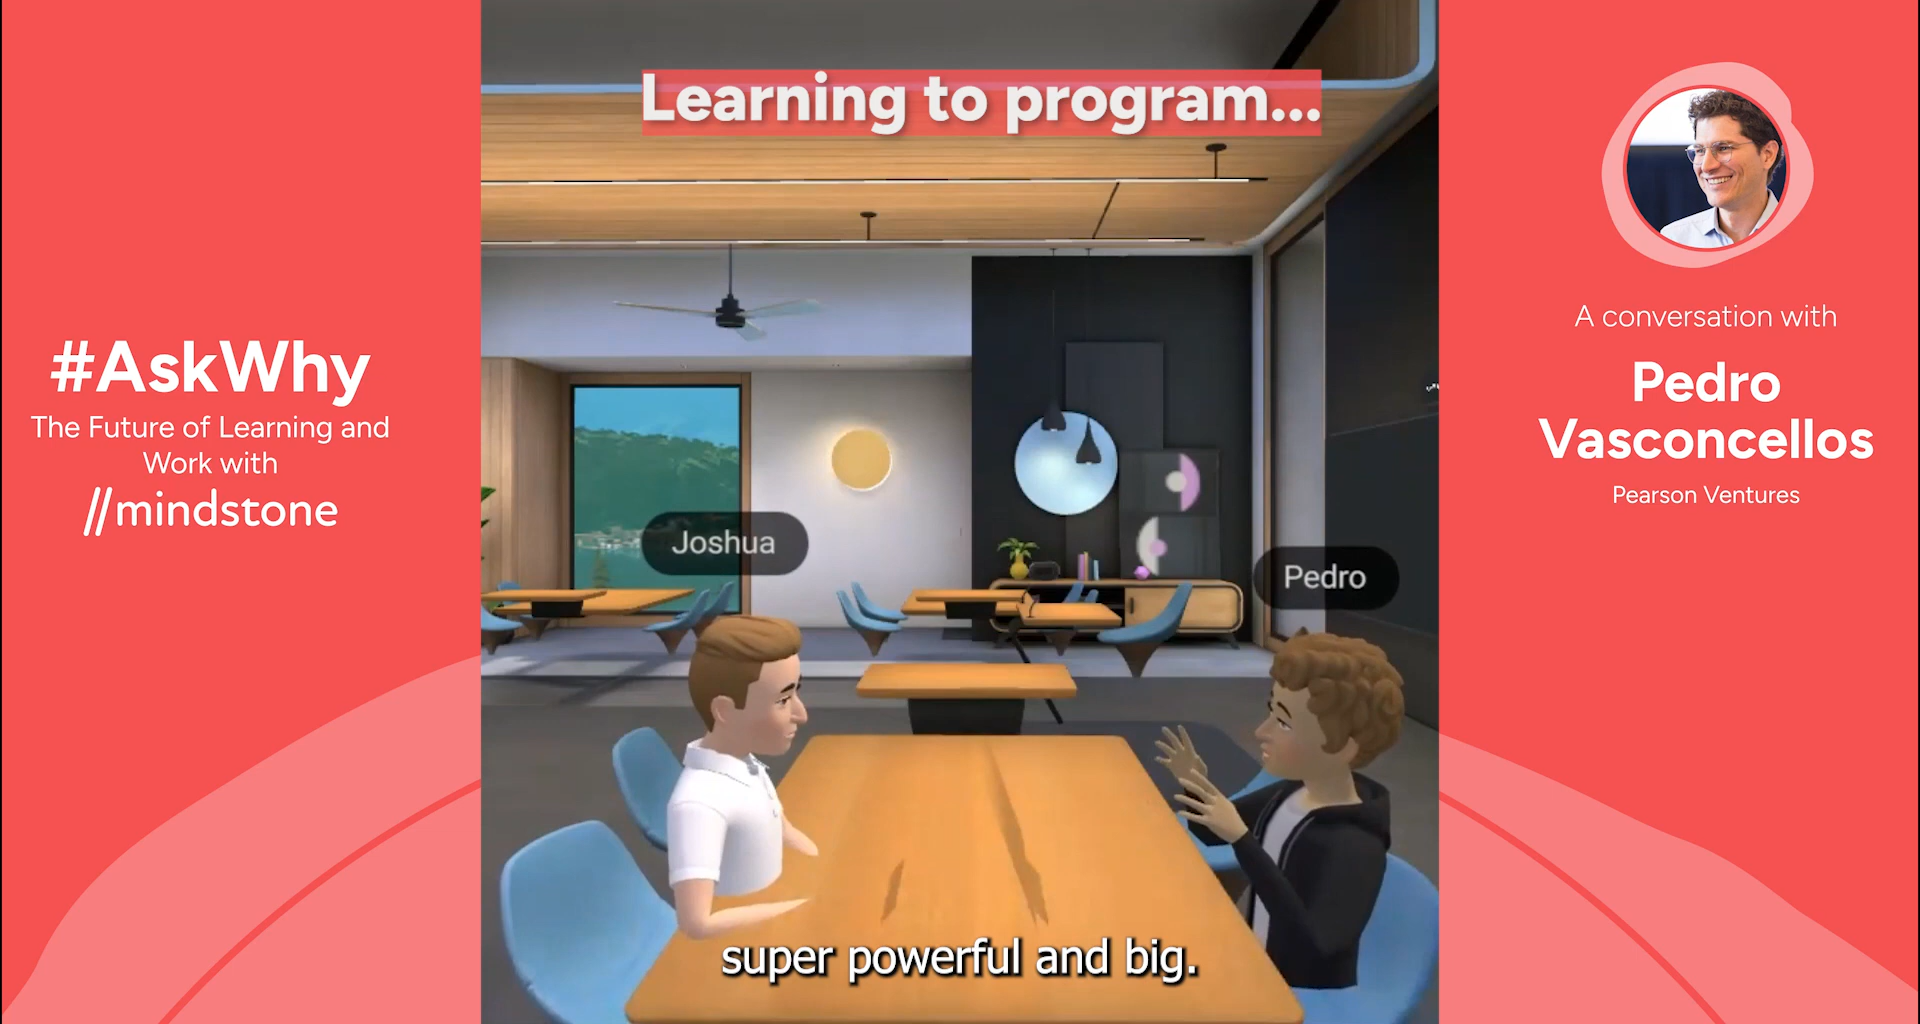 #AskWhy
The Future of Learning and
Work with
//mindstone
Learning to program...
Joshua
Pedro
super powerful and big.
A conversation with
Pedro
Vasconcellos
Pearson Ventures